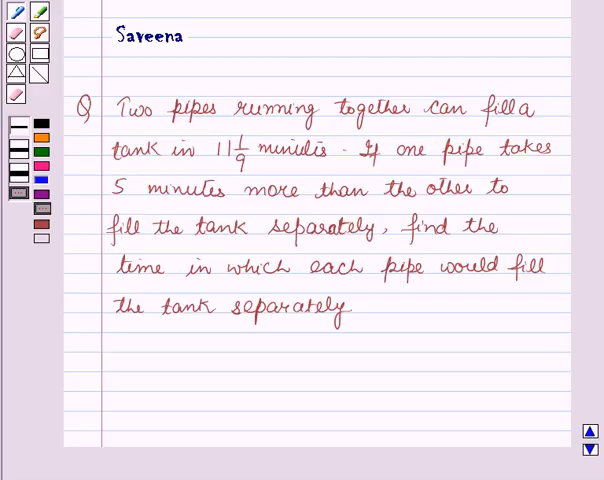 Saveena
Q Two pipes running together can fill a
tank in 11 1/9 minutes. If one pipe takes
5 minutes more than the other to
fill the tank separately, find the
time in which each pipe would fill
the tank separately